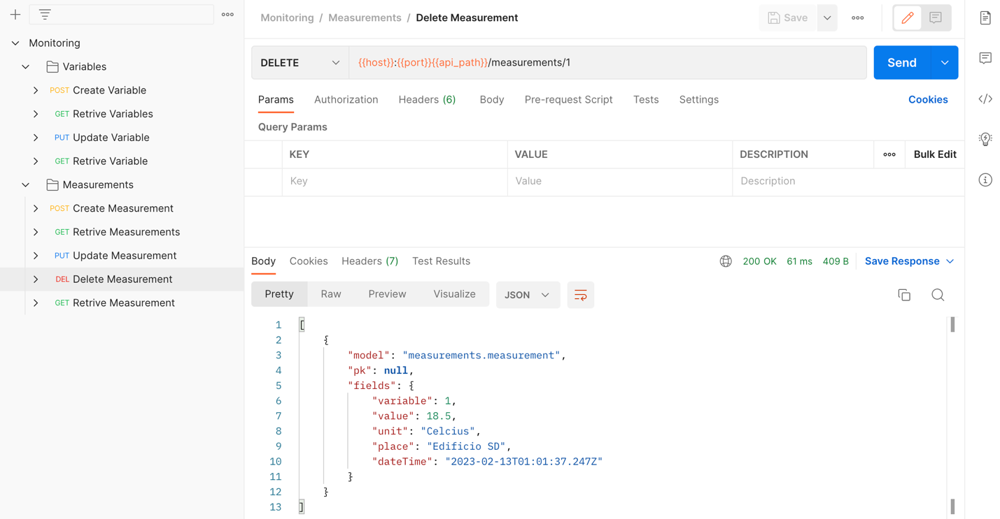 Monitoring / Measurements / Delete Measurement
Save
Monitoring
Variables
POST Create Variable
GET Retrive Variables
PUT Update Variable
GET Retrive Variable
Measurements
POST Create Measurement
GET Retrive Measurements
PUT Update Measurement
DEL Delete Measurement
GET Retrive Measurement
DELETE {{host}}:{{port}}{{api_path}}/measurements/1 Send
Params Authorization Headers (6) Body Pre-request Script Tests Settings Cookies
Query Params
KEY VALUE DESCRIPTION Bulk Edit
Key Value Description
Body Cookies Headers (7) Test Results 200 OK 61 ms 409 B Save Response
Pretty Raw Preview Visualize JSON
1 [
2 {
3 "model": "measurements.measurement",
4 "pk": null,
5 "fields": {
6 "variable": 1,
7 "value": 18.5,
8 "unit": "Celcius",
9 "place": "Edificio SD",
10 "dateTime": "2023-02-13T01:01:37.247Z"
11 }
12 }
13 ]